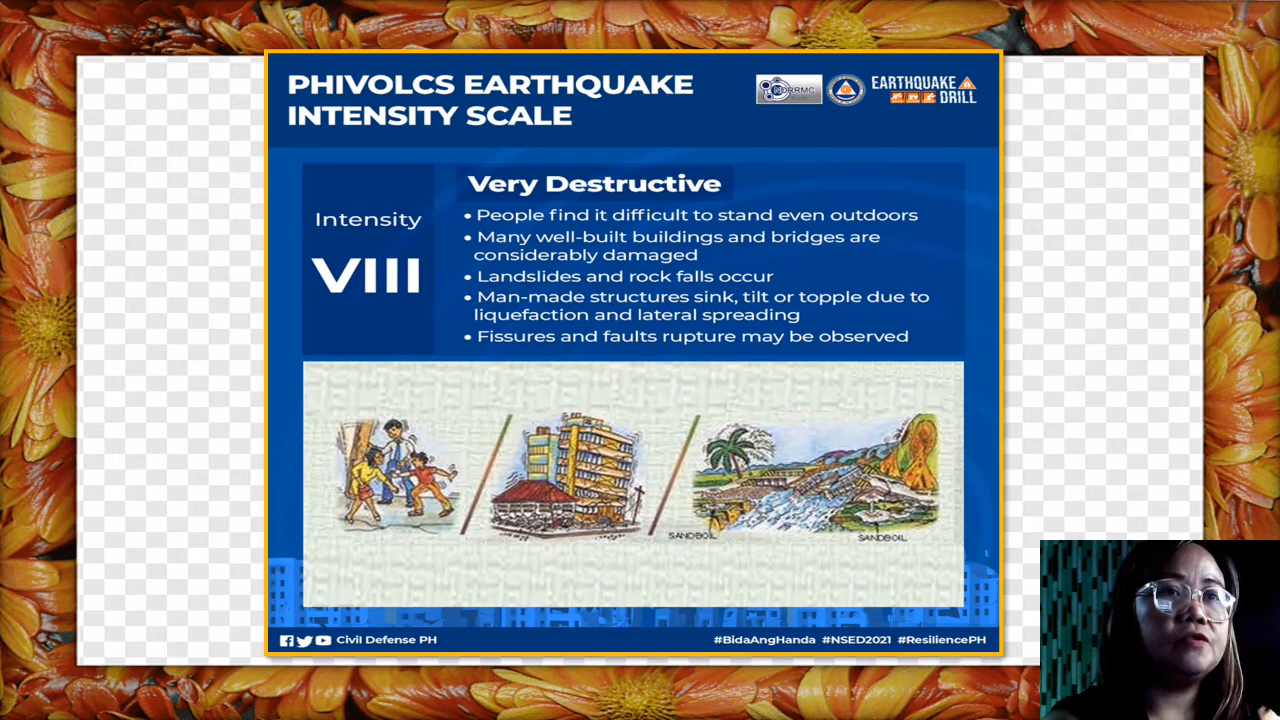 PHIVOLCS EARTHQUAKE
INTENSITY SCALE
NDRRMC
EARTHQUAKE
DRILL
Intensity
VIII
Very Destructive
• People find it difficult to stand even outdoors
• Many well-built buildings and bridges are
considerably damaged
• Landslides and rock falls occur
• Man-made structures sink, tilt or topple due to
liquefaction and lateral spreading
• Fissures and faults rupture may be observed
SANDBOIL
SANDBOIL
Civil Defense PH
#BidaAngHanda #NSED2021 #ResiliencePH